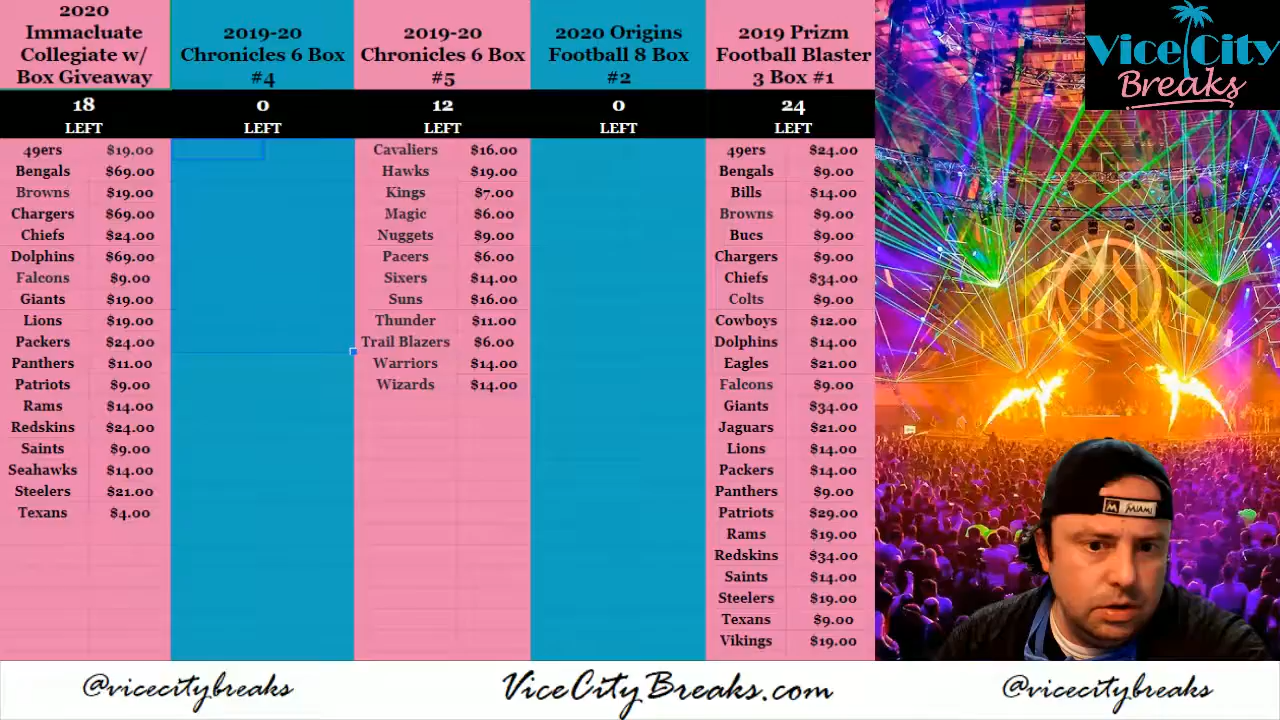 2020
Immacluate
Collegiate w/
Box Giveaway
18
LEFT
49ers $19.00
Bengals $69.00
Browns $19.00
Chargers $69.00
Chiefs $24.00
Dolphins $69.00
Falcons $9.00
Giants $19.00
Lions $19.00
Packers $24.00
Panthers $11.00
Patriots $9.00
Rams $14.00
Redskins $24.00
Saints $9.00
Seahawks $14.00
Steelers $21.00
Texans $4.00
2019-20
Chronicles 6 Box
#4
0
LEFT
2019-20
Chronicles 6 Box
#5
12
LEFT
Cavaliers $16.00
Hawks $19.00
Kings $7.00
Magic $6.00
Nuggets $9.00
Pacers $6.00
Sixers $14.00
Suns $16.00
Thunder $11.00
Trail Blazers $6.00
Warriors $14.00
Wizards $14.00
2020 Origins
Football 8 Box
#2
0
LEFT
2019 Prizm
Football Blaster
3 Box #1
24
LEFT
49ers $24.00
Bengals $9.00
Bills $14.00
Browns $9.00
Bucs $9.00
Chargers $9.00
Chiefs $34.00
Colts $9.00
Cowboys $12.00
Dolphins $14.00
Eagles $21.00
Falcons $9.00
Giants $34.00
Jaguars $21.00
Lions $14.00
Packers $14.00
Panthers $9.00
Patriots $29.00
Rams $19.00
Redskins $34.00
Saints $14.00
Steelers $19.00
Texans $9.00
Vikings $19.00
Vice City
Breaks
MIAMI
@vicecitybreaks
ViceCityBreaks.com
@vicecitybreaks